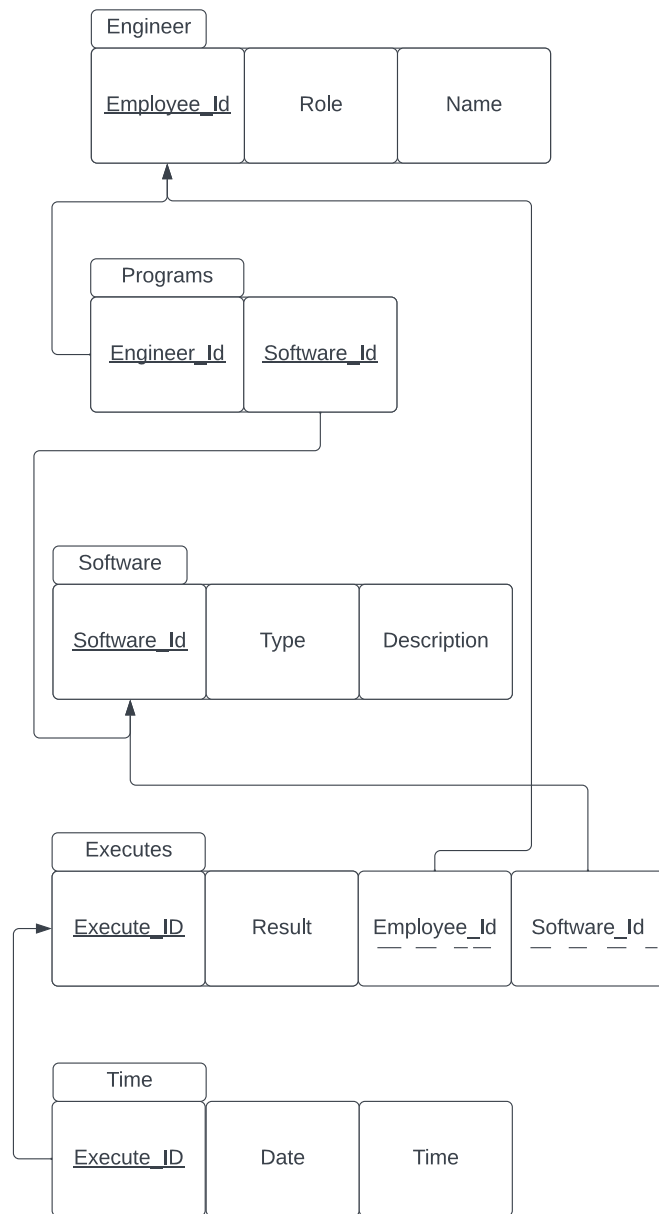 Engineer
Employee_Id Role Name
Programs
Engineer_Id Software_Id
Software
Software_Id Type Description
Executes
Execute_ID Result Employee_Id Software_Id
Time
Execute_ID Date Time